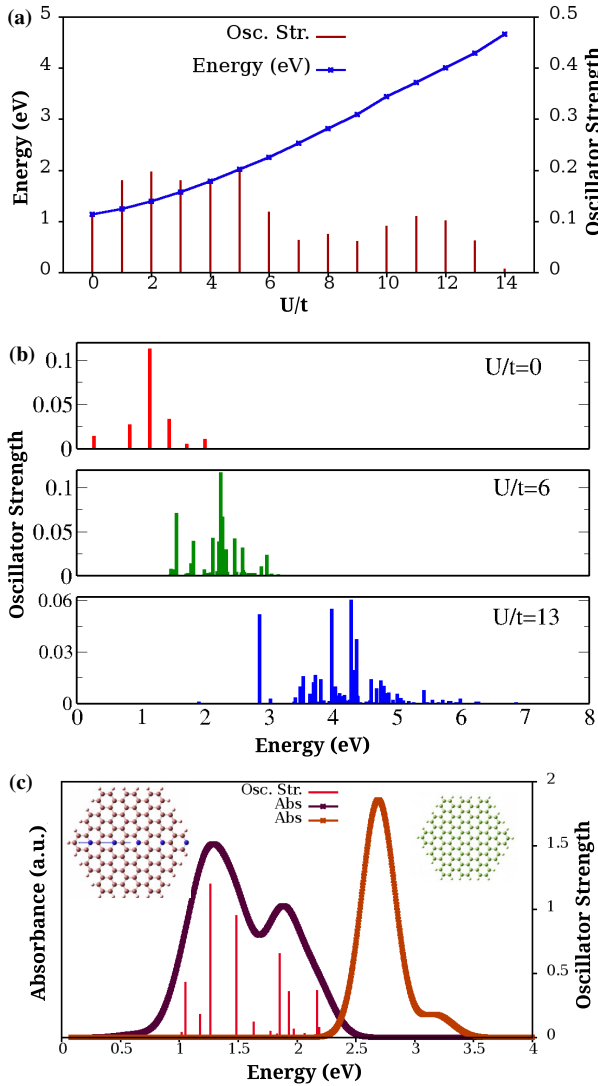 (a)
Osc. Str.
Energy (eV)
Energy (eV)
Oscillator Strength
5
4
3
2
1
0
0.5
0.4
0.3
0.2
0.1
0
0 2 4 6 8 10 12 14
U/t
(b)
Oscillator Strength
0.1
0.05
0
U/t=0
0.1
0.05
0
U/t=6
0.06
0.03
0
U/t=13
0 1 2 3 4 5 6 7 8
Energy (eV)
(c)
Osc. Str.
Abs
Abs
Absorbance (a.u.)
Oscillator Strength
2
1.5
1
0.5
0
0 0.5 1 1.5 2 2.5 3 3.5 4
Energy (eV)